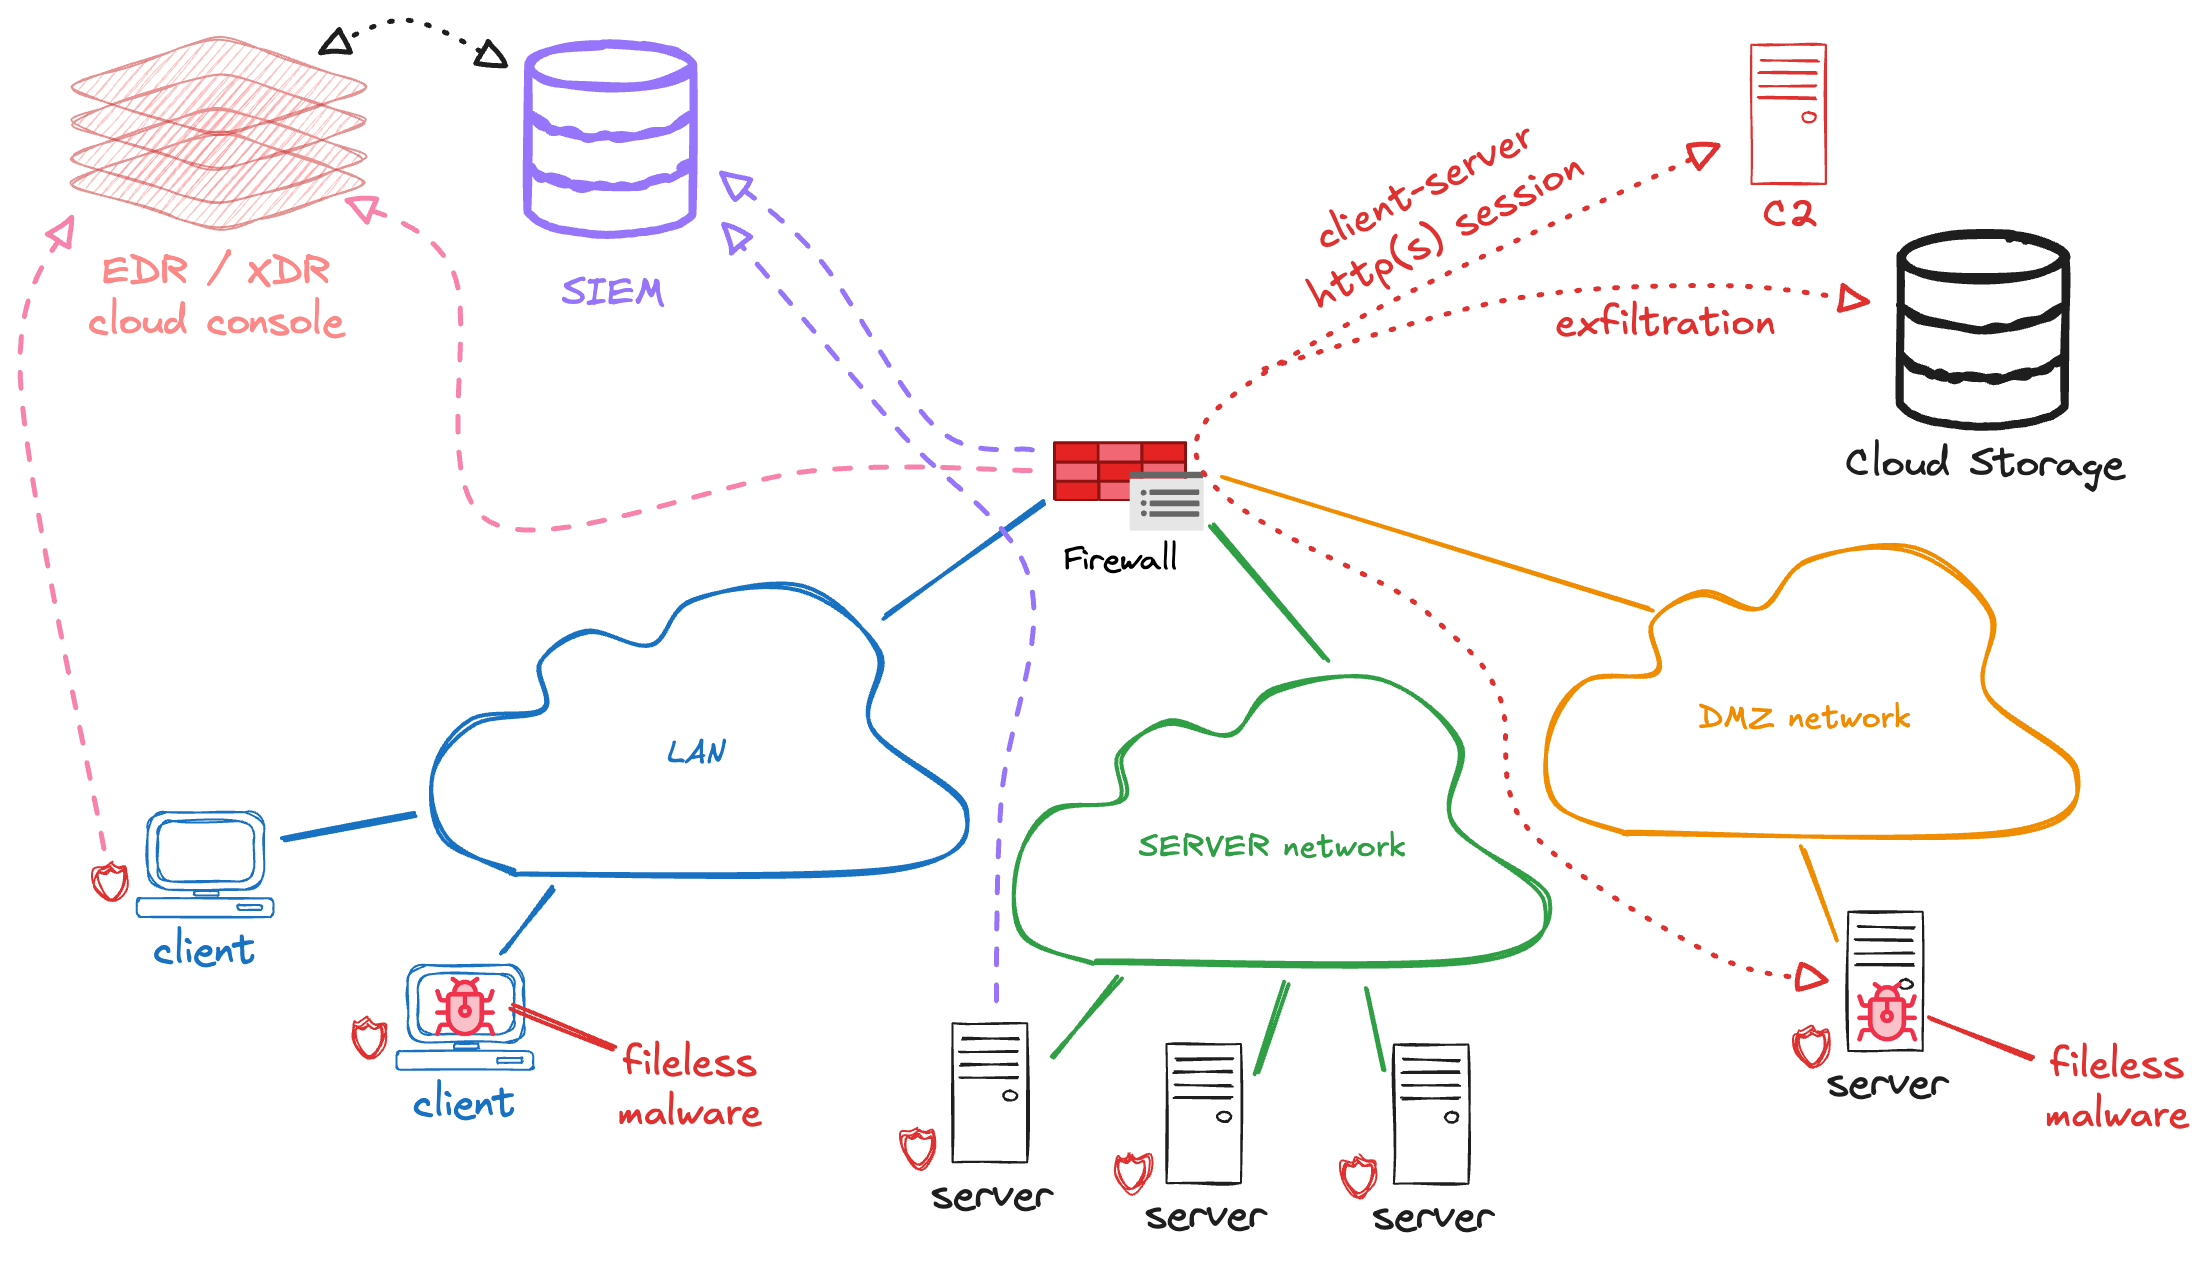 EDR / XDR
cloud console
SIEM
client-server
http(s) session
C2
exfiltration
Cloud Storage
Firewall
LAN
SERVER network
DMZ network
client
client
fileless
malware
server
server
server
server
fileless
malware